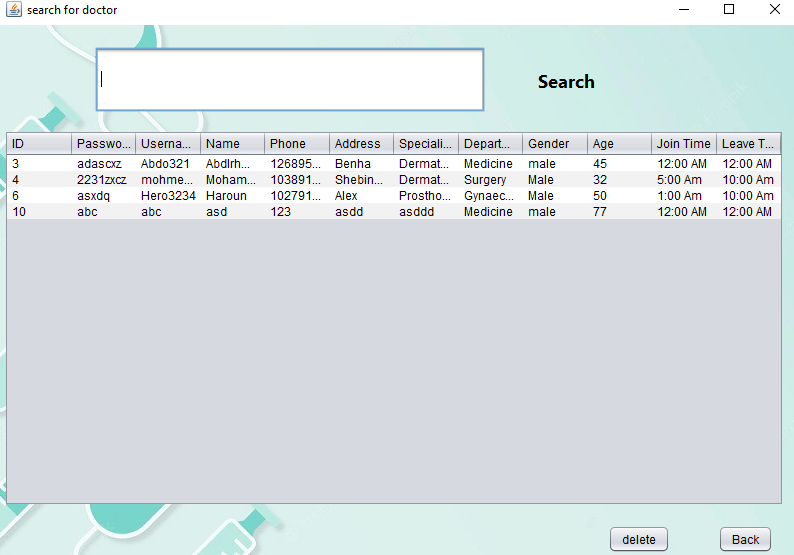 search for doctor
Search
ID Passwo... Userna... Name Phone Address Speciali... Depart... Gender Age Join Time Leave T...
3 adascxz Abdo321 Abdlrh... 126895... Benha Dermat... Medicine male 45 12:00 AM 12:00 AM
4 2231zxcz mohme... Moham... 103891... Shebin... Dermat... Surgery Male 32 5:00 Am 10:00 Am
6 asxdq Hero3234 Haroun 102791... Alex Prostho... Gynaec... Male 50 1:00 Am 10:00 Am
10 abc abc asd 123 asdd asddd Medicine male 77 12:00 AM 12:00 AM
delete Back